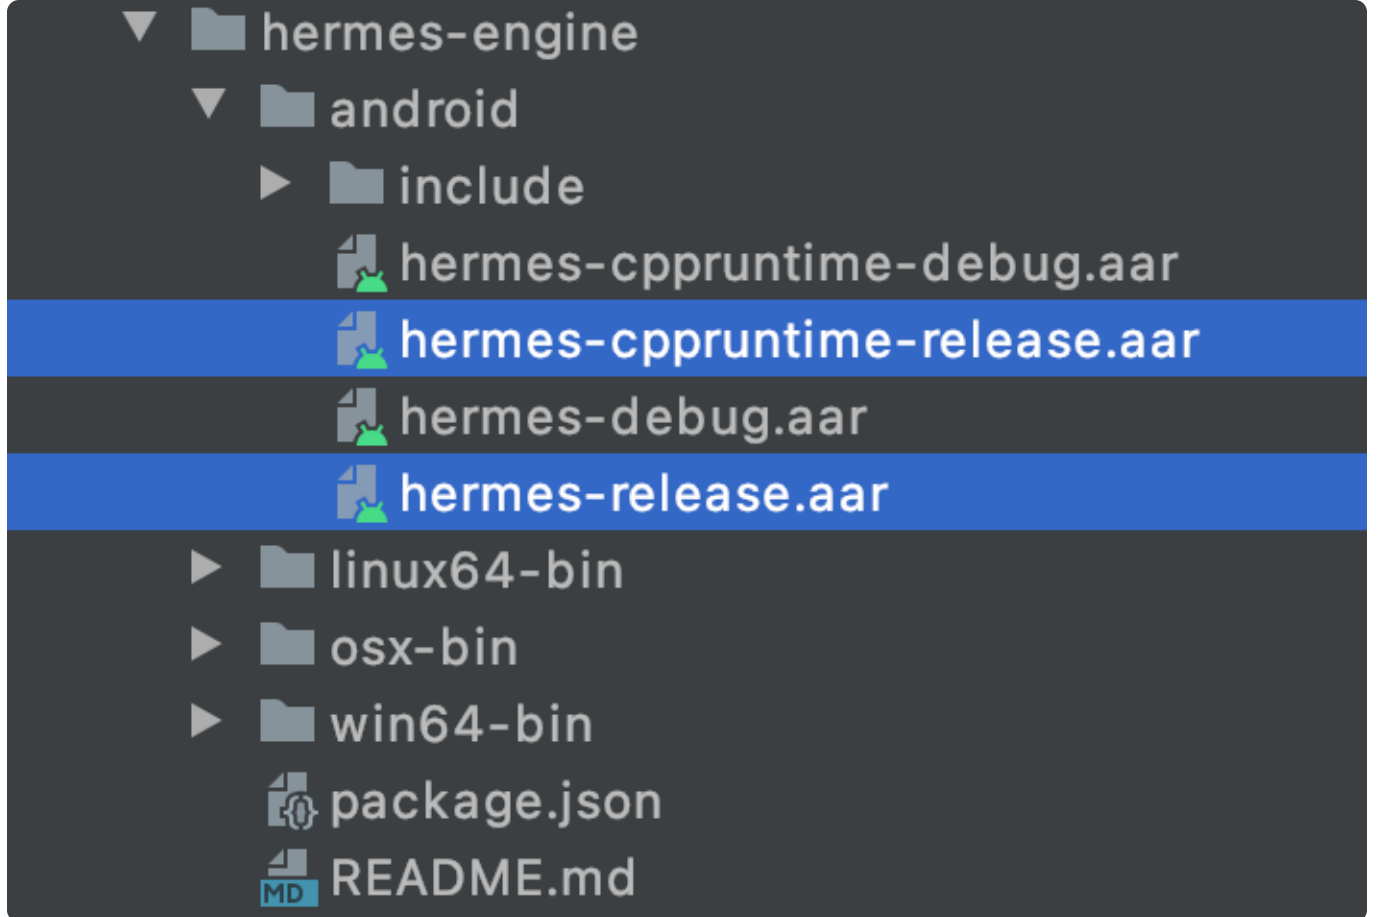 hermes-engine
android
include
hermes-cppruntime-debug.aar
hermes-cppruntime-release.aar
hermes-debug.aar
hermes-release.aar
linux64-bin
osx-bin
win64-bin
{} package.json
MD README.md